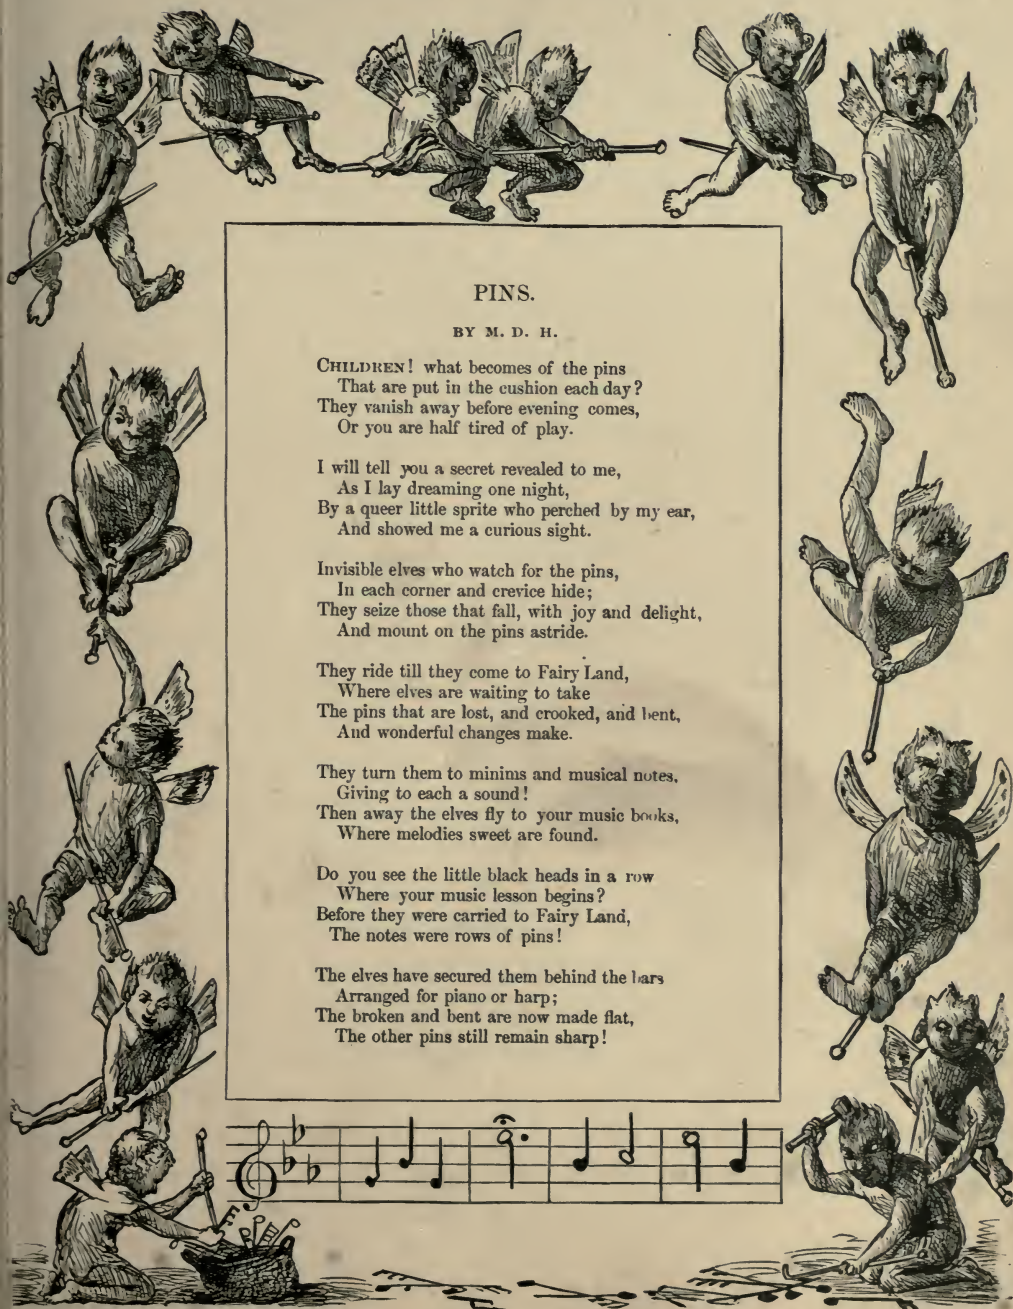 PINS.
BY M. D. H.
CHILDREN! what becomes of the pins
That are put in the cushion each day?
They vanish away before evening comes,
Or you are half tired of play.
I will tell you a secret revealed to me,
As I lay dreaming one night,
By a queer little sprite who perched by my ear,
And showed me a curious sight.
Invisible elves who watch for the pins,
In each corner and crevice hide;
They seize those that fall, with joy and delight,
And mount on the pins astride.
They ride till they come to Fairy Land,
Where elves are waiting to take
The pins that are lost, and crooked, and bent,
And wonderful changes make.
They turn them to minims and musical notes,
Giving to each a sound!
Then away the elves fly to your music books,
Where melodies sweet are found.
Do you see the little black heads in a row
Where your music lesson begins?
Before they were carried to Fairy Land,
The notes were rows of pins!
The elves have secured them behind the bars
Arranged for piano or harp;
The broken and bent are now made flat,
The other pins still remain sharp!